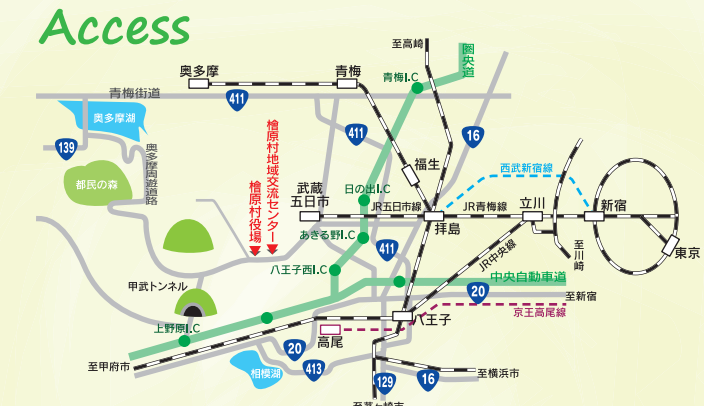 Access
至高崎
圏央道
奥多摩
青梅
青梅I.C
青梅街道
411
奥多摩湖
139
411
16
奥多摩周遊道路
檜原村地域交流センター
檜原村役場
福生
西武新宿線
都民の森
日の出I.C
武蔵
五日市
JR五日市線
JR青梅線
立川
新宿
拝島
あきる野I.C
411
東京
至川崎
JR中央線
八王子西I.C
中央自動車道
甲武トンネル
20
至新宿
京王高尾線
上野原I.C
八王子
高尾
20
至甲府市
相模湖
413
129
16
至横浜市
至茅ヶ崎市